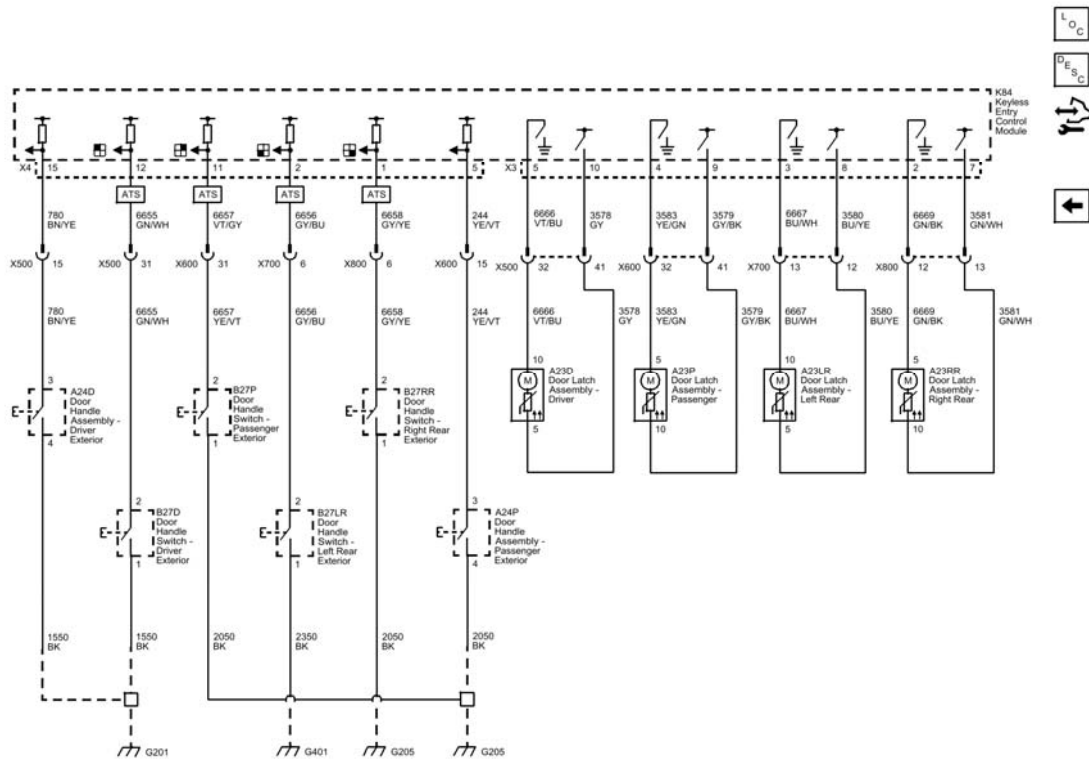 L O C
D E S C
K84
Keyless
Entry
Control
Module
X4 15 12 11 2 1 5 X3 5 10 4 9 3 8 2 7
ATS ATS ATS ATS
780
BN/YE
6655
GN/WH
6657
VT/GY
6656
GY/BU
6658
GY/YE
244
YE/VT
6666
VT/BU
3578
GY
3583
YE/GN
3579
GY/BK
6667
BU/WH
3580
BU/YE
6669
GN/BK
3581
GN/WH
X500 15 X500 31 X600 31 X700 6 X800 6 X600 15 X500 32 41 X600 32 41 X700 13 12 X800 12 13
780
BN/YE
6655
GN/WH
6657
YE/VT
6656
GY/BU
6658
GY/YE
244
YE/VT
6666
VT/BU
3578
GY
3583
YE/GN
3579
GY/BK
6667
BU/WH
3580
BU/YE
6669
GN/BK
3581
GN/WH
3
A24D
Door
Handle
Assembly -
Driver
Exterior
4
E
2
B27P
Door
Handle
Switch -
Passenger
Exterior
1
E
2
B27RR
Door
Handle
Switch -
Right Rear
Exterior
1
E
10
M
A23D
Door Latch
Assembly -
Driver
5
5
M
A23P
Door Latch
Assembly -
Passenger
10
10
M
A23LR
Door Latch
Assembly -
Left Rear
5
5
M
A23RR
Door Latch
Assembly -
Right Rear
10
2
B27D
Door
Handle
Switch -
Driver
Exterior
1
E
2
B27LR
Door
Handle
Switch -
Left Rear
Exterior
1
E
3
A24P
Door
Handle
Assembly -
Passenger
Exterior
4
E
1550
BK
1550
BK
2050
BK
2350
BK
2050
BK
2050
BK
G201 G401 G205 G205